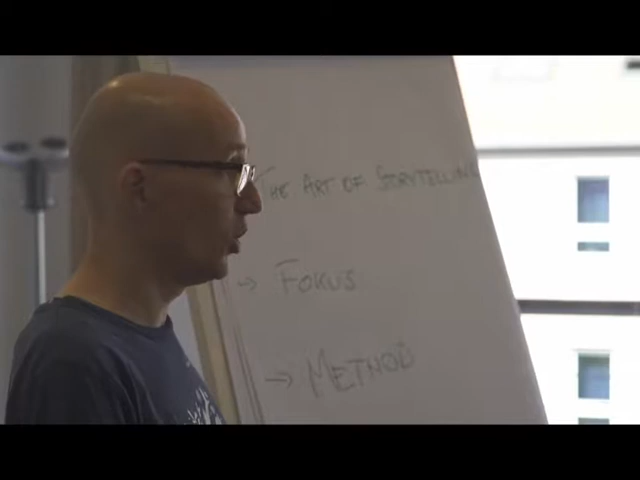 THE ART OF STORYTELLING
→ FOKUS
→ METHOD